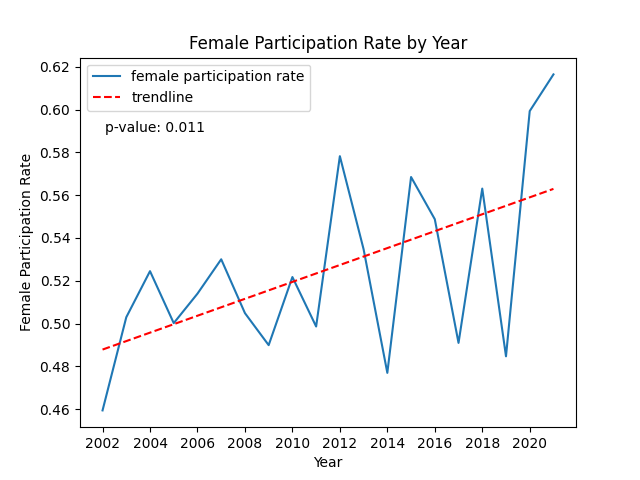 Female Participation Rate by Year
female participation rate
trendline
p-value: 0.011
Female Participation Rate
0.62
0.60
0.58
0.56
0.54
0.52
0.50
0.48
0.46
2002 2004 2006 2008 2010 2012 2014 2016 2018 2020
Year